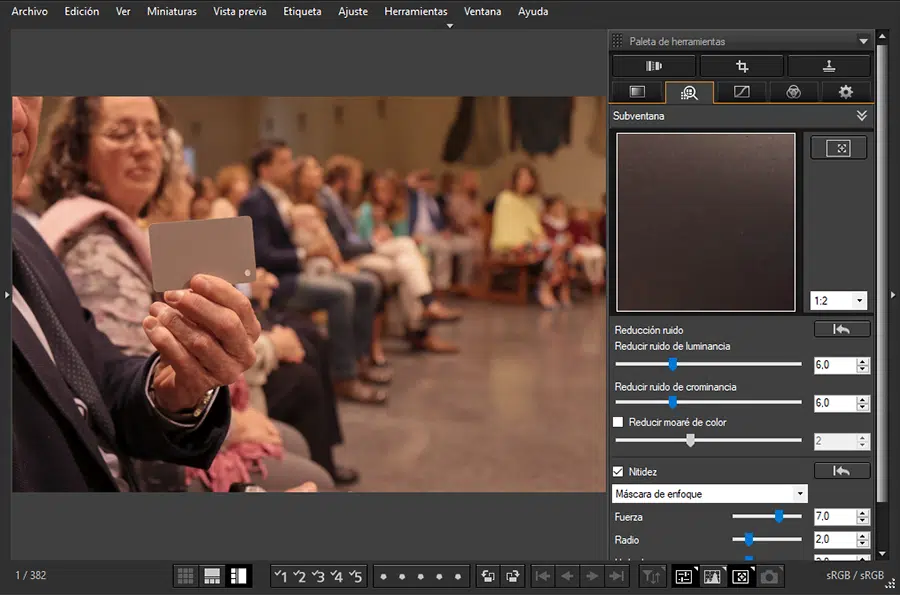 Archivo Edición Ver Miniaturas Vista previa Etiqueta Ajuste Herramientas Ventana Ayuda
Paleta de herramientas
Subventana
1:2
Reducción ruido
Reducir ruido de luminancia
6,0
Reducir ruido de crominancia
6,0
Reducir moaré de color
2
Nitidez
Máscara de enfoque
Fuerza
7,0
Radio
2,0
1 / 382
1 2 3 4 5
sRGB / sRGB